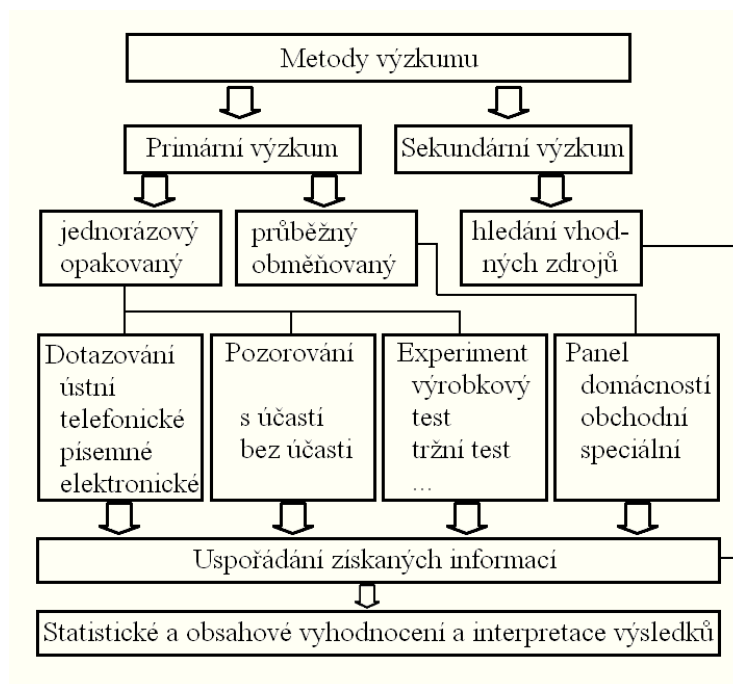 Metody výzkumu
Primární výzkum
Sekundární výzkum
jednorázový
opakovaný
průběžný
obměňovaný
hledání vhod-
ných zdrojů
Dotazování
ústní
telefonické
písemné
elektronické
Pozorování
s účastí
bez účasti
Experiment
výrobkový
test
tržní test
...
Panel
domácností
obchodní
speciální
Uspořádání získaných informací
Statistické a obsahové vyhodnocení a interpretace výsledků